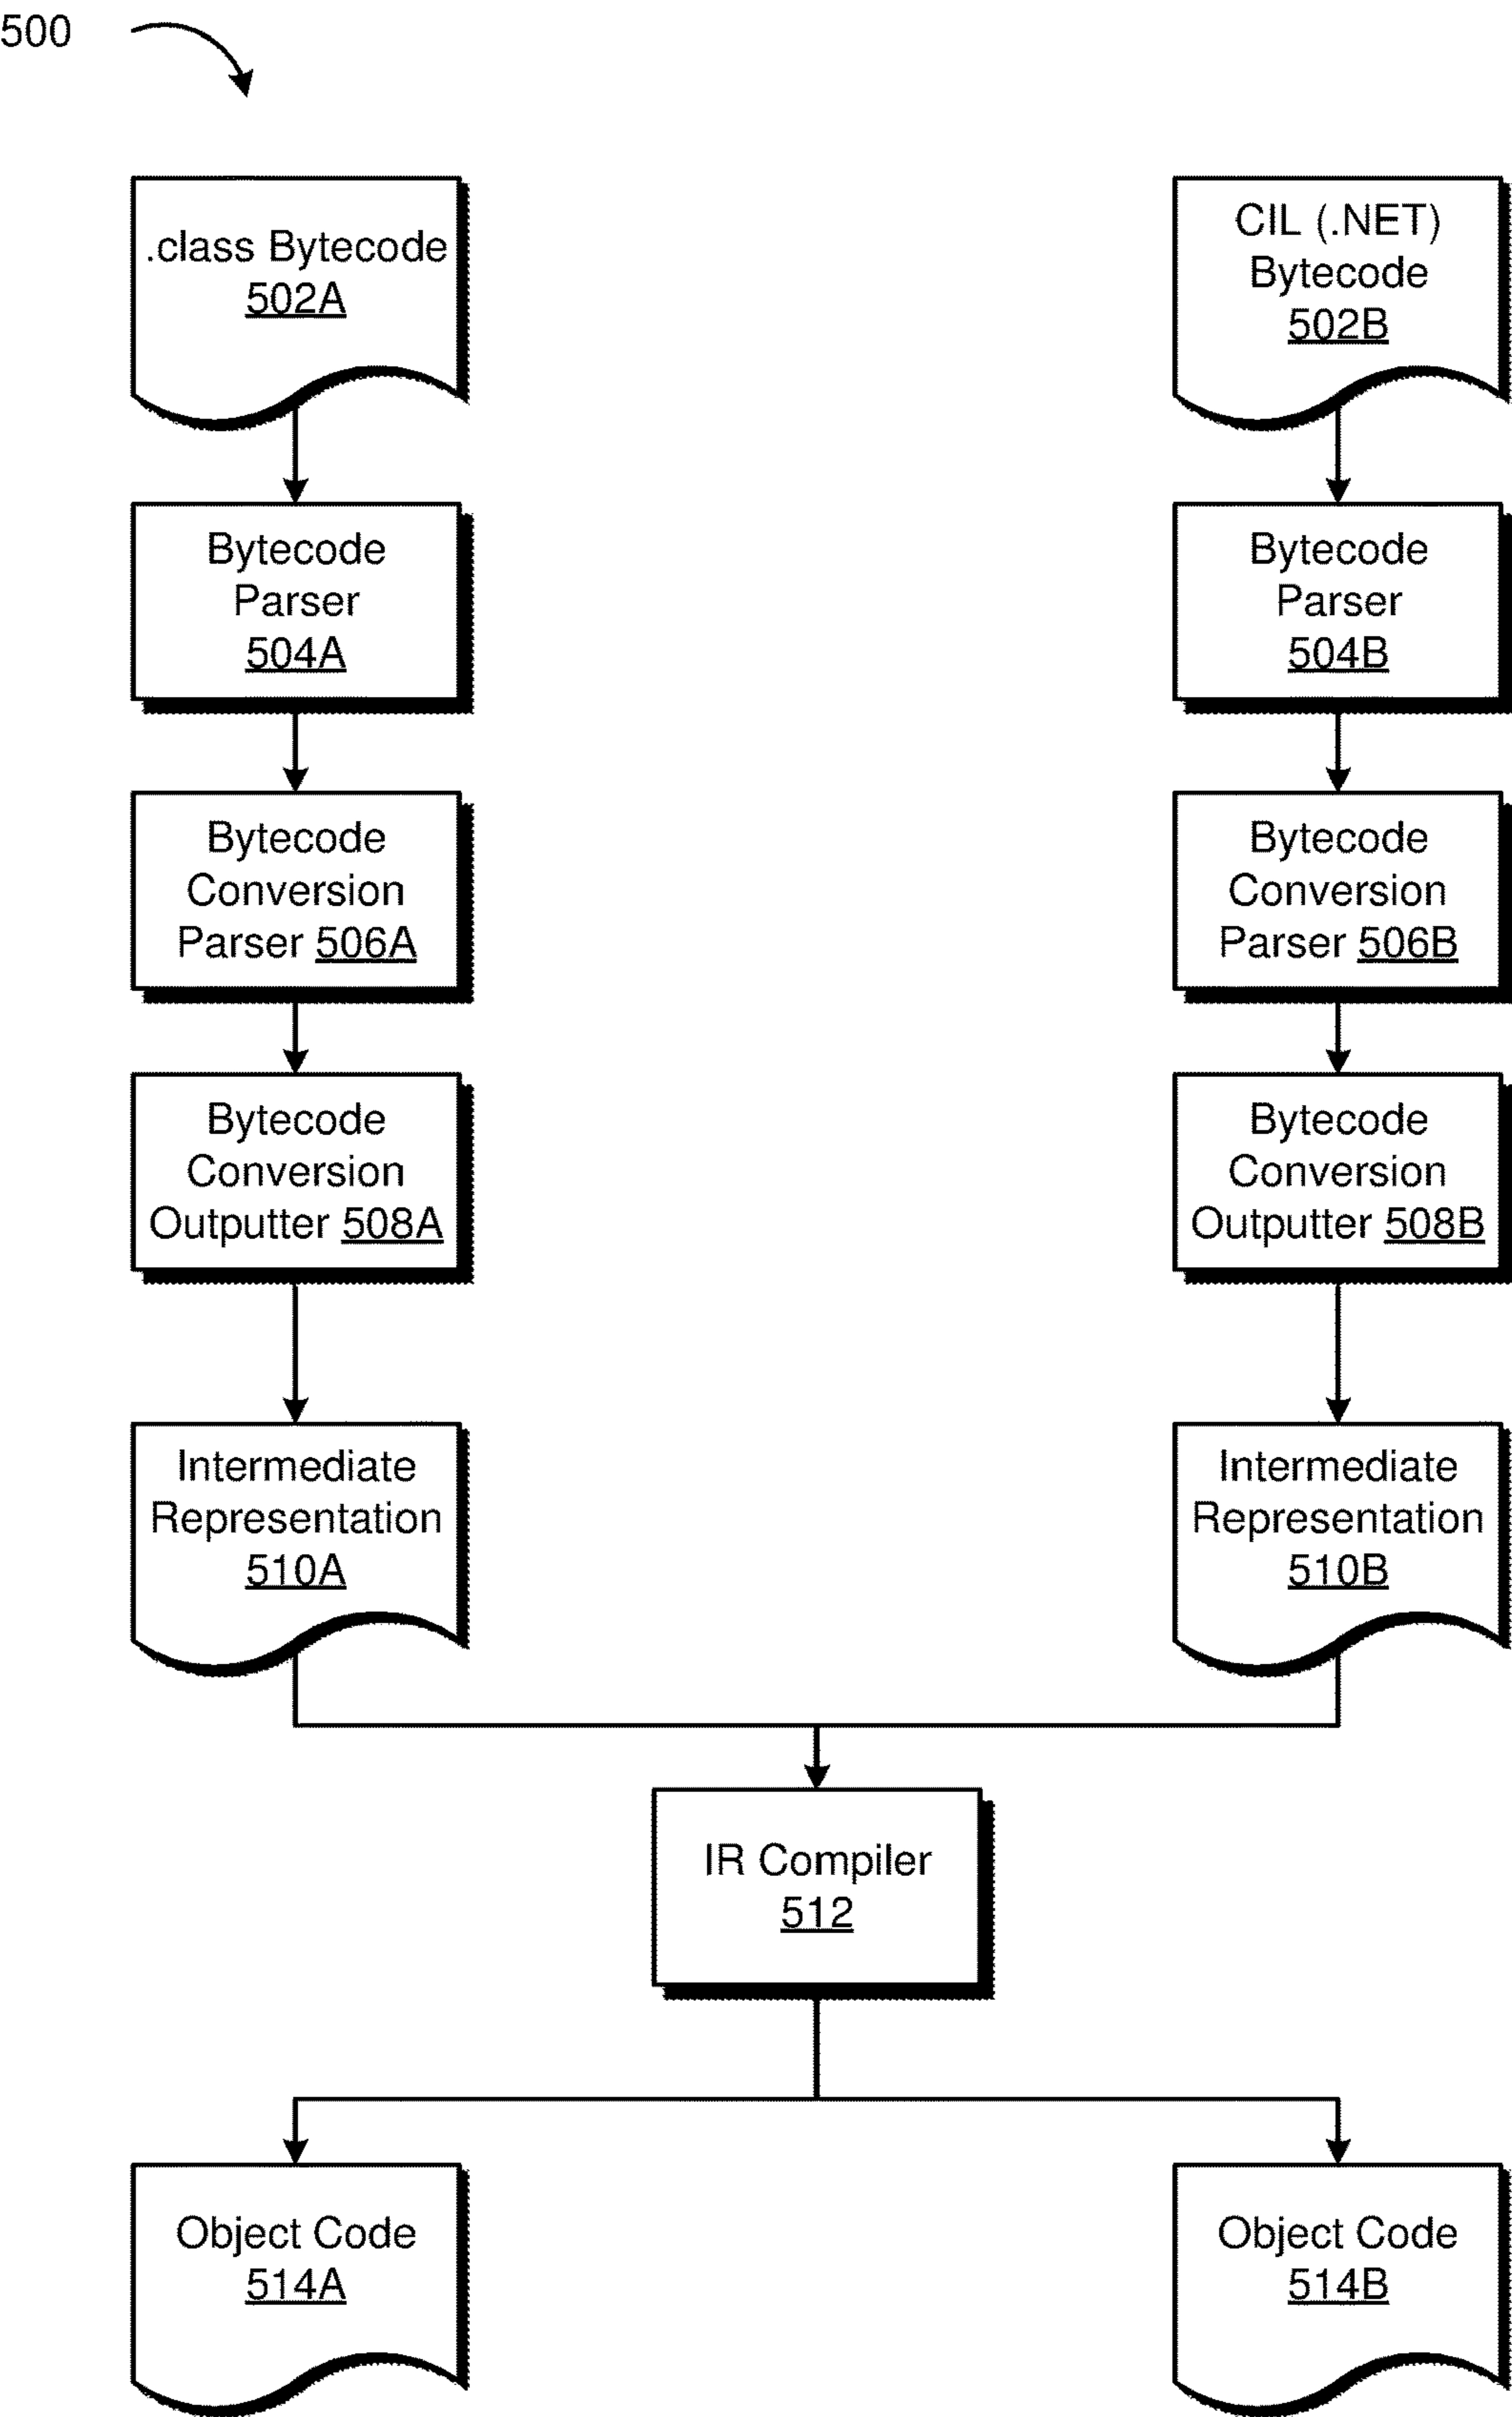 500
.class Bytecode
502A
CIL (.NET)
Bytecode
502B
Bytecode
Parser
504A
Bytecode
Parser
504B
Bytecode
Conversion
Parser 506A
Bytecode
Conversion
Parser 506B
Bytecode
Conversion
Outputter 508A
Bytecode
Conversion
Outputter 508B
Intermediate
Representation
510A
Intermediate
Representation
510B
IR Compiler
512
Object Code
514A
Object Code
514B